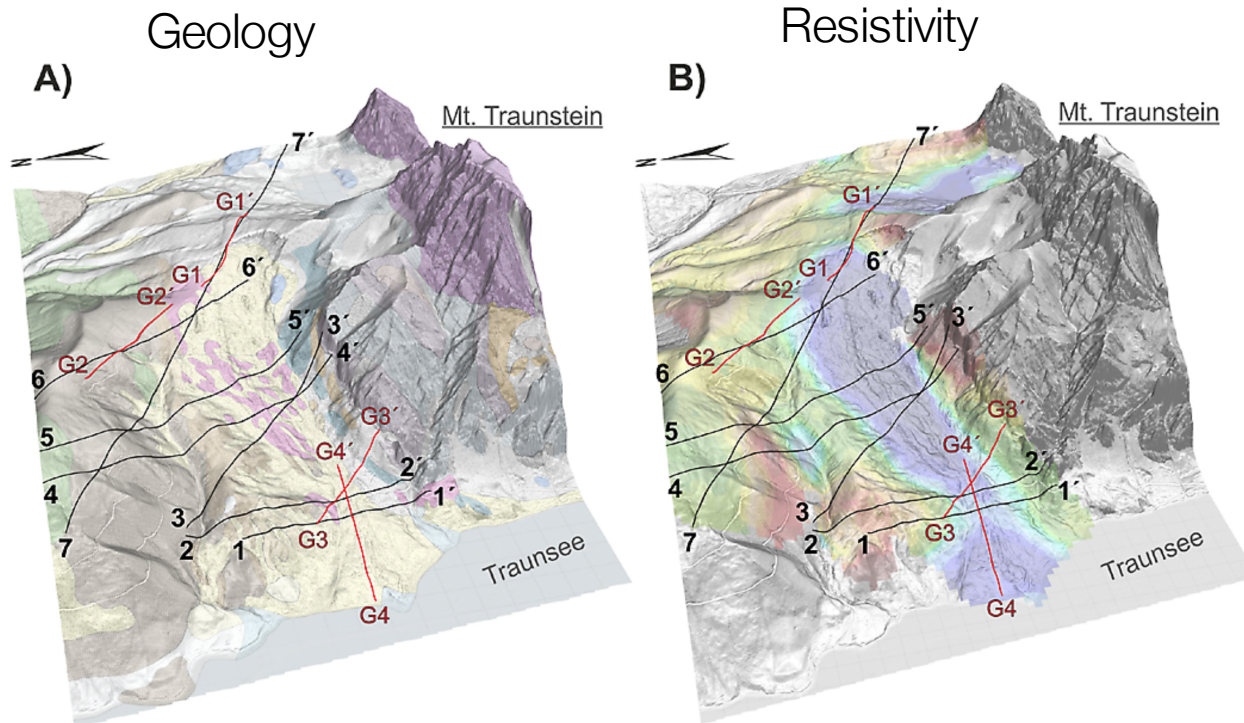 Geology
Resistivity
A)
B)
Mt. Traunstein
Mt. Traunstein
N
N
7´
7´
G1´
G1´
6´
6´
G1
G1
G2´
G2´
5´
3´
5´
3´
4´
G2
G2
6
6
G3´
G3´
5
5
G4´
G4´
2´
2´
4
4
1´
1´
3
3
G3
G3
7
2
1
7
2
1
Traunsee
Traunsee
G4
G4